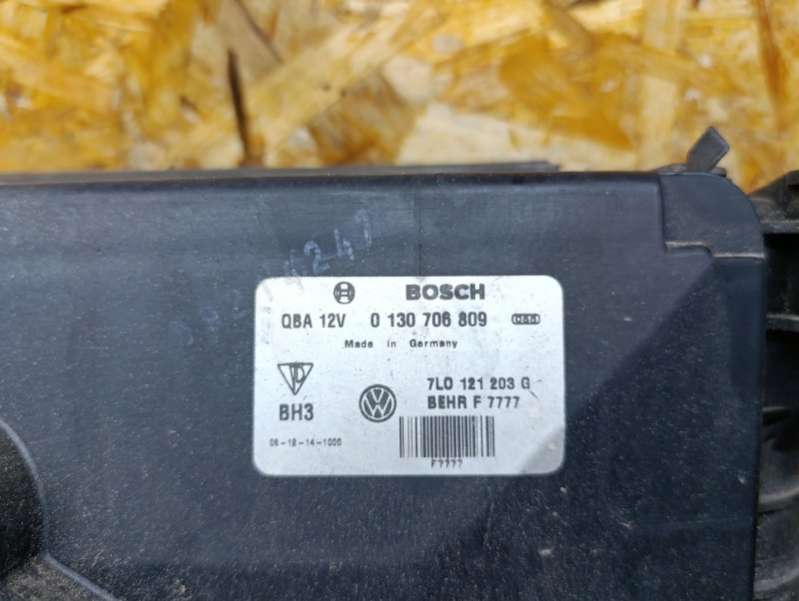 BOSCH
QBA 12V 0 130 706 809
Made in Germany
7L0 121 203 G
BH3 BEHR F 7777
06-12-14-1000
F7777